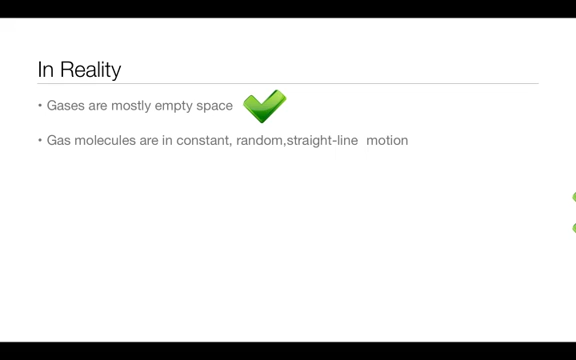 In Reality
• Gases are mostly empty space
• Gas molecules are in constant, random,straight-line motion